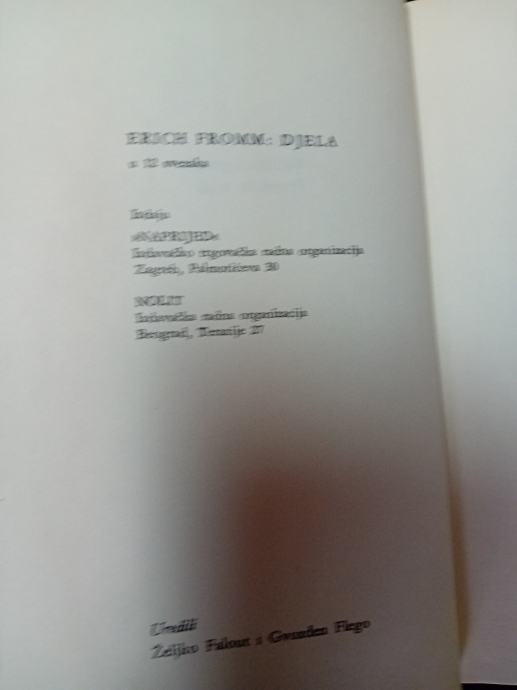 ERICH FROMM: DJELA
u 12 svezaka
Izdaju
»NAPRIJED«
Izdavačko trgovačka radna organizacija
Zagreb, Palmotićeva 30
NOLIT
Izdavačka radna organizacija
Beograd, Terazije 27
Uredili
Željko Falout i Gvozden Flego